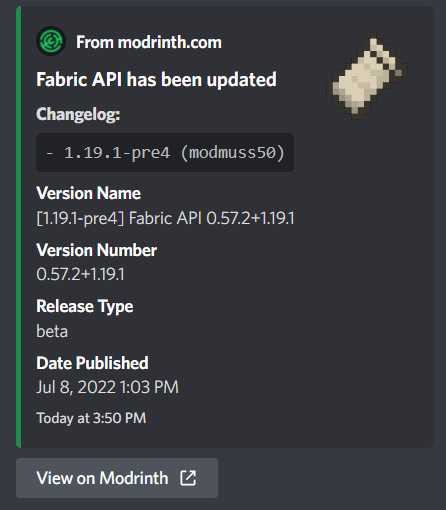 From modrinth.com
Fabric API has been updated
Changelog:
- 1.19.1-pre4 (modmuss50)
Version Name
[1.19.1-pre4] Fabric API 0.57.2+1.19.1
Version Number
0.57.2+1.19.1
Release Type
beta
Date Published
Jul 8, 2022 1:03 PM
Today at 3:50 PM
View on Modrinth